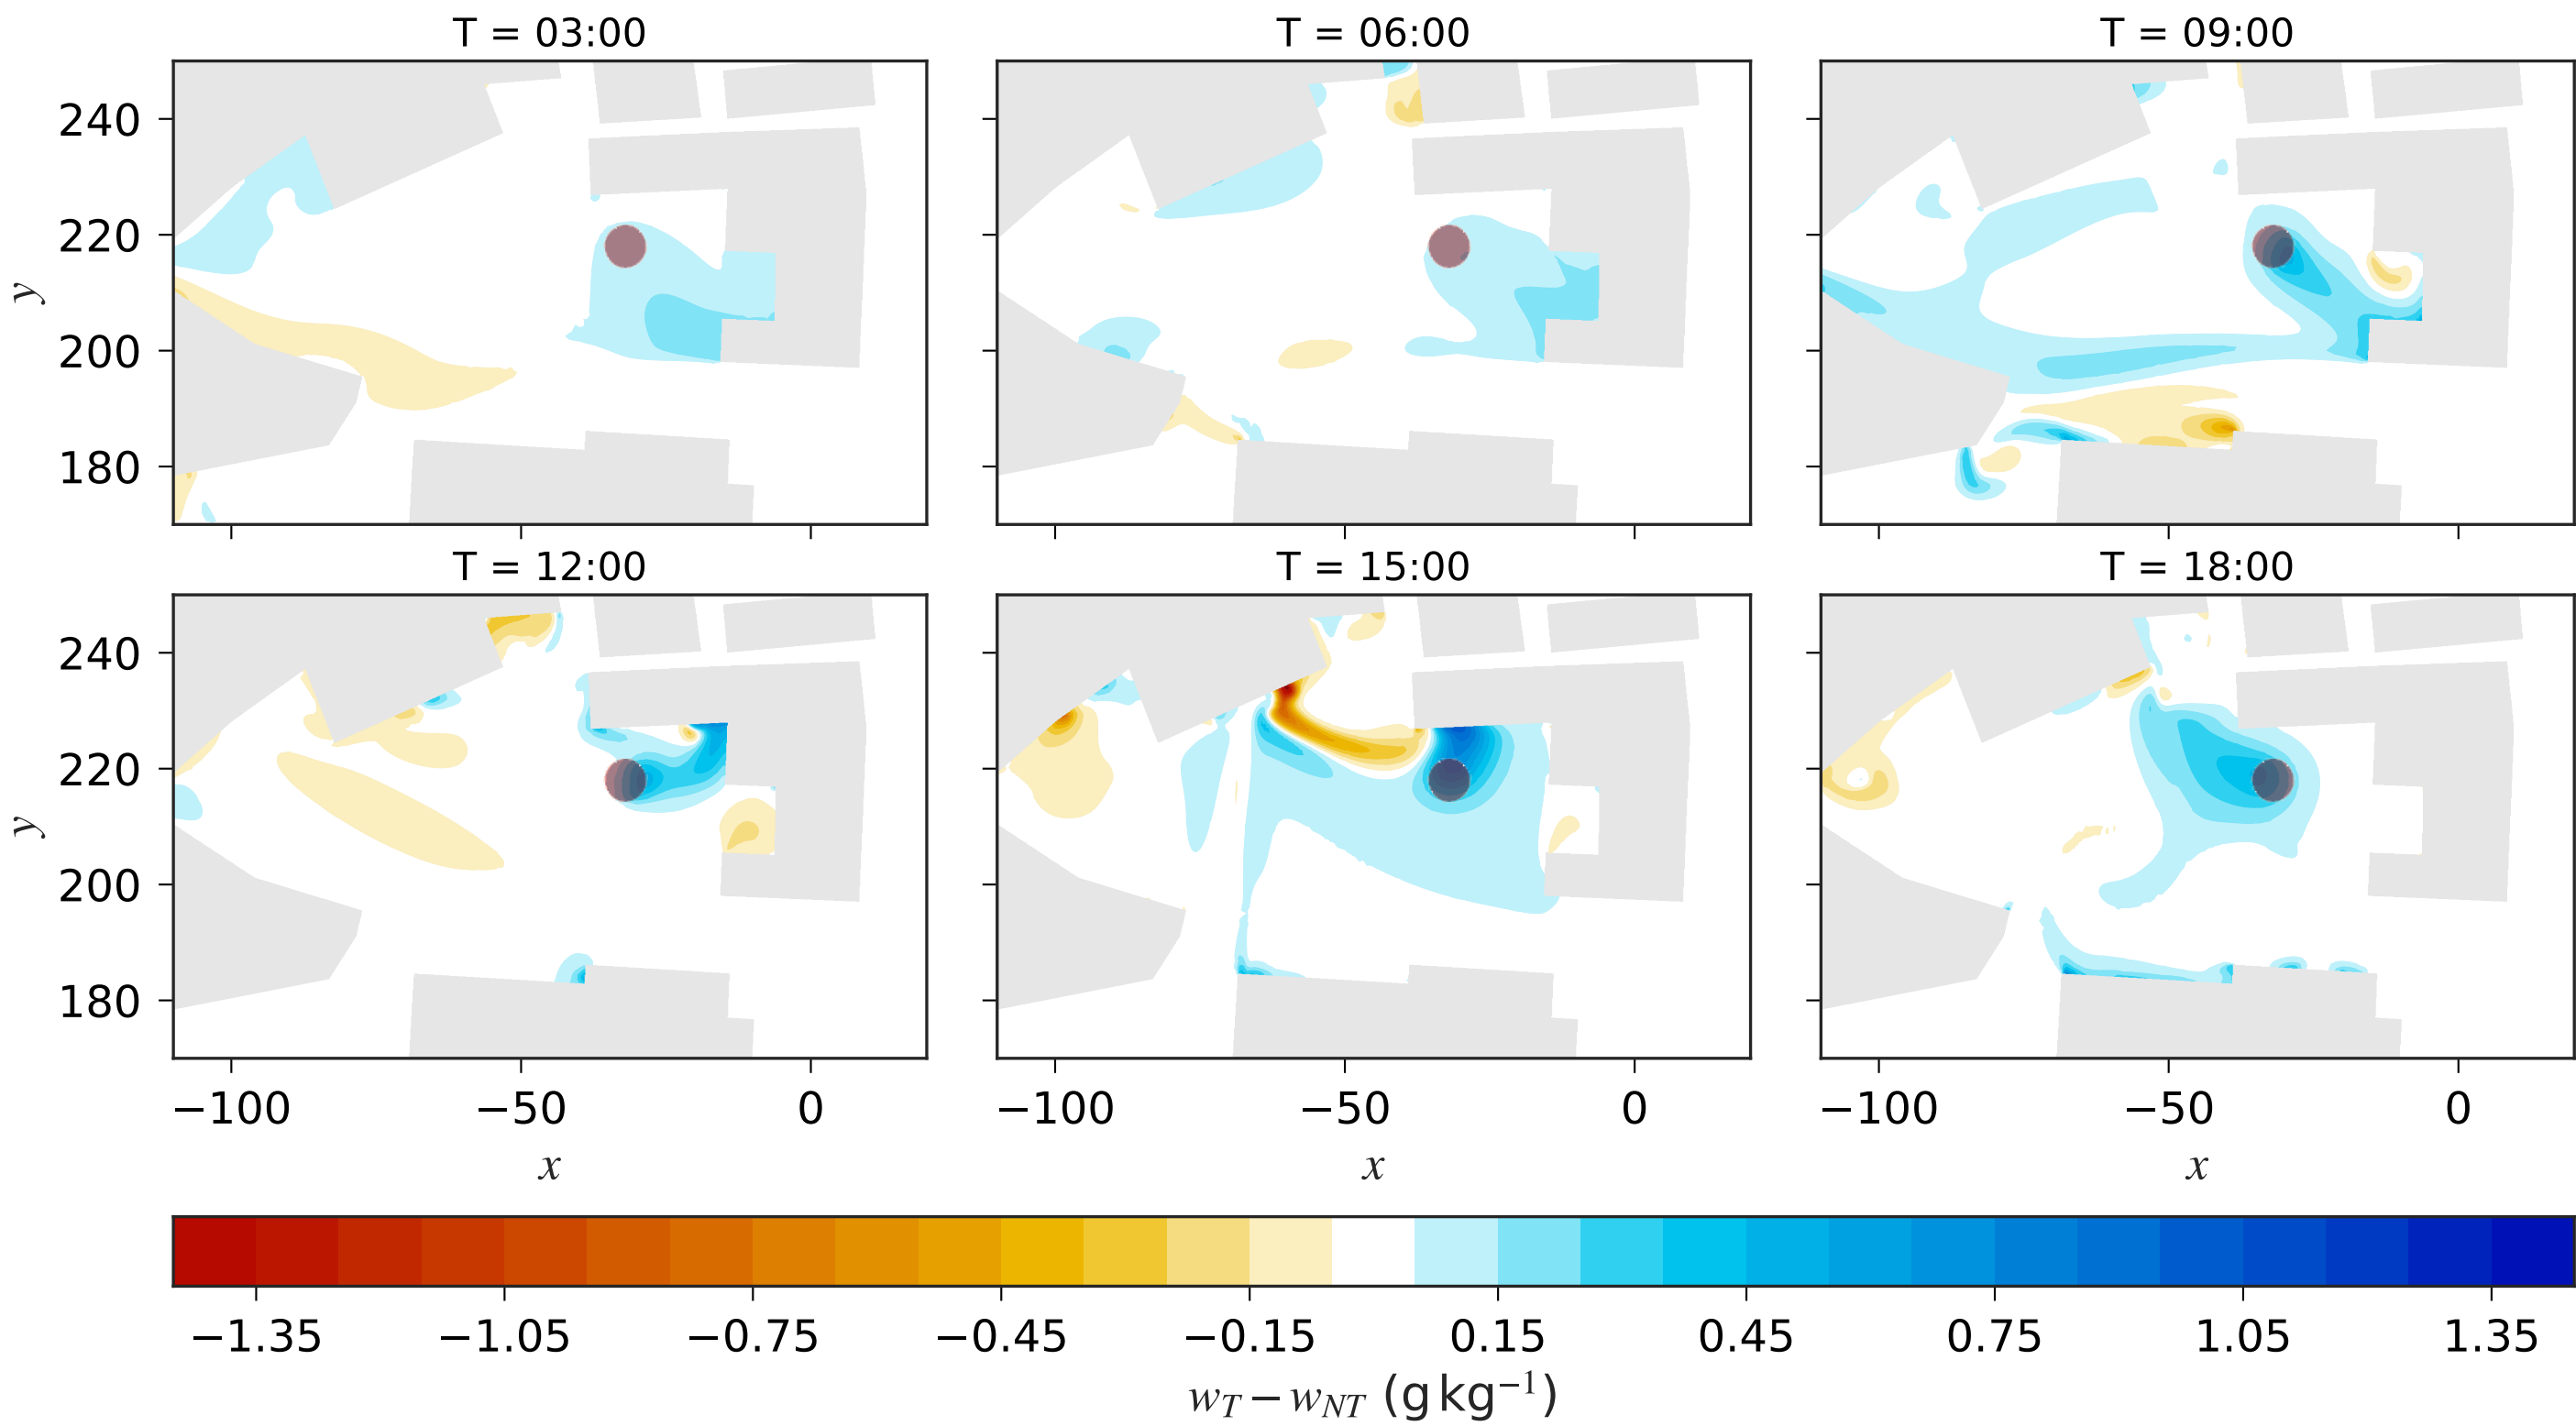 T = 03:00 T = 06:00 T = 09:00
240
220
y
200
180
T = 12:00 T = 15:00 T = 18:00
240
220
y
200
180
−100 −50 0 −100 −50 0 −100 −50 0
x x x
−1.35 −1.05 −0.75 −0.45 −0.15 0.15 0.45 0.75 1.05 1.35
w_T − w_NT (g kg⁻¹)